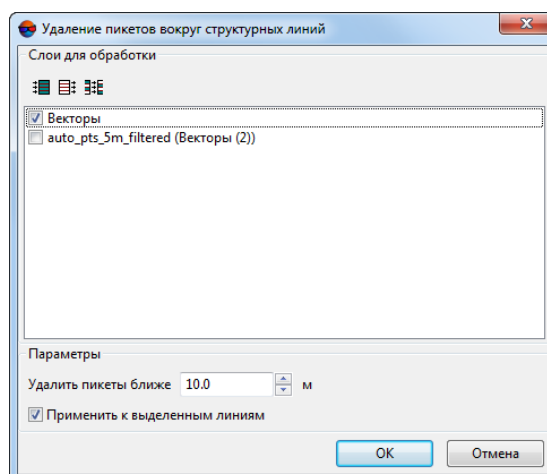 Удаление пикетов вокруг структурных линий
Слои для обработки
Векторы
auto_pts_5m_filtered (Векторы (2))
Параметры
Удалить пикеты ближе 10.0 м
Применить к выделенным линиям
OK Отмена